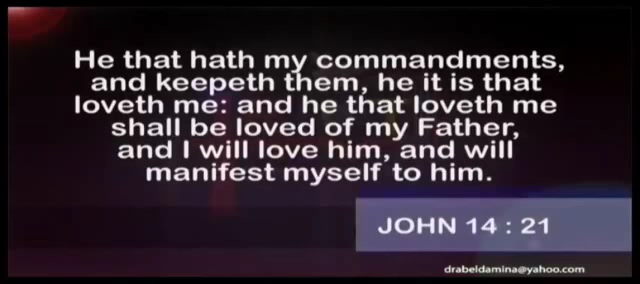 He that hath my commandments,
and keepeth them, he it is that
loveth me: and he that loveth me
shall be loved of my Father,
and I will love him, and will
manifest myself to him.
JOHN 14 : 21
drabeldamina@yahoo.com